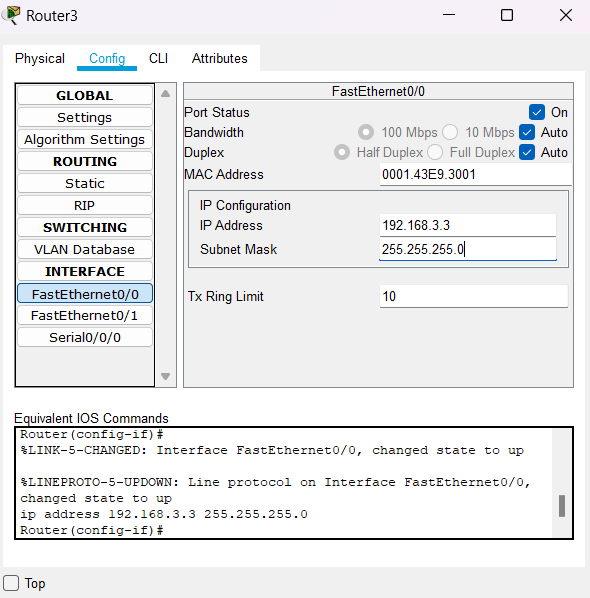 Router3
Physical Config CLI Attributes
GLOBAL
Settings
Algorithm Settings
ROUTING
Static
RIP
SWITCHING
VLAN Database
INTERFACE
FastEthernet0/0
FastEthernet0/1
Serial0/0/0
FastEthernet0/0
Port Status On
Bandwidth 100 Mbps 10 Mbps Auto
Duplex Half Duplex Full Duplex Auto
MAC Address 0001.43E9.3001
IP Configuration
IP Address 192.168.3.3
Subnet Mask 255.255.255.0
Tx Ring Limit 10
Equivalent IOS Commands
Router(config-if)#
%LINK-5-CHANGED: Interface FastEthernet0/0, changed state to up
%LINEPROTO-5-UPDOWN: Line protocol on Interface FastEthernet0/0,
changed state to up
ip address 192.168.3.3 255.255.255.0
Router(config-if)#
Top